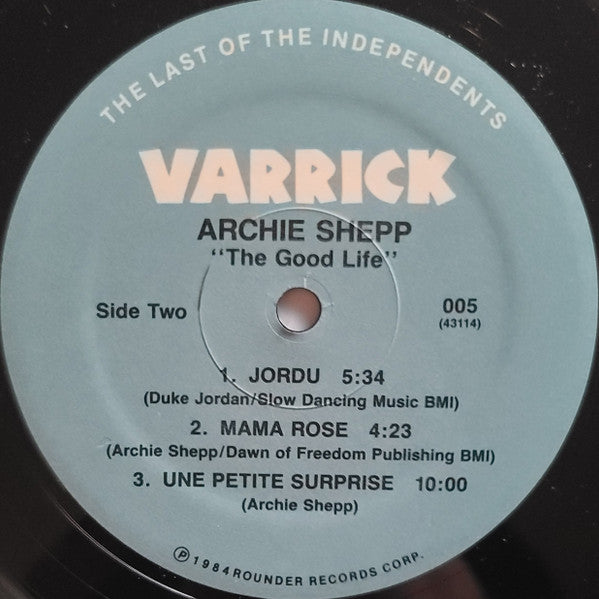 THE LAST OF THE INDEPENDENTS
VARRICK
ARCHIE SHEPP
"The Good Life"
Side Two
005
(43114)
1. JORDU 5:34
(Duke Jordan/Slow Dancing Music BMI)
2. MAMA ROSE 4:23
(Archie Shepp/Dawn of Freedom Publishing BMI)
3. UNE PETITE SURPRISE 10:00
(Archie Shepp)
℗ 1984 ROUNDER RECORDS CORP.